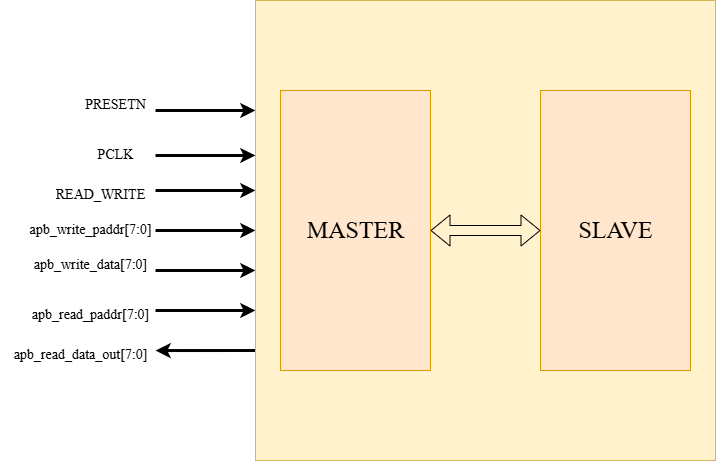 PRESETN
PCLK
READ_WRITE
apb_write_paddr[7:0]
apb_write_data[7:0]
apb_read_paddr[7:0]
apb_read_data_out[7:0]
MASTER
SLAVE